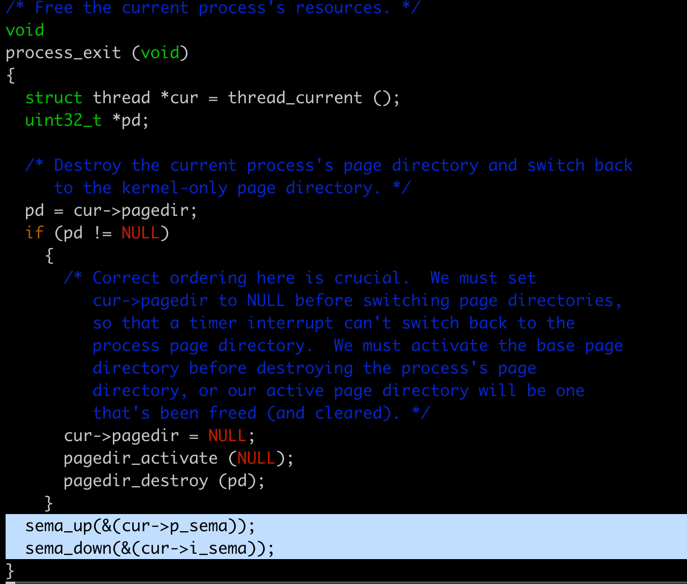 /* Free the current process's resources. */
void
process_exit (void)
{
  struct thread *cur = thread_current ();
  uint32_t *pd;

  /* Destroy the current process's page directory and switch back
     to the kernel-only page directory. */
  pd = cur->pagedir;
  if (pd != NULL)
    {
      /* Correct ordering here is crucial.  We must set
         cur->pagedir to NULL before switching page directories,
         so that a timer interrupt can't switch back to the
         process page directory.  We must activate the base page
         directory before destroying the process's page
         directory, or our active page directory will be one
         that's been freed (and cleared). */
      cur->pagedir = NULL;
      pagedir_activate (NULL);
      pagedir_destroy (pd);
    }
  sema_up(&(cur->p_sema));
  sema_down(&(cur->i_sema));
}